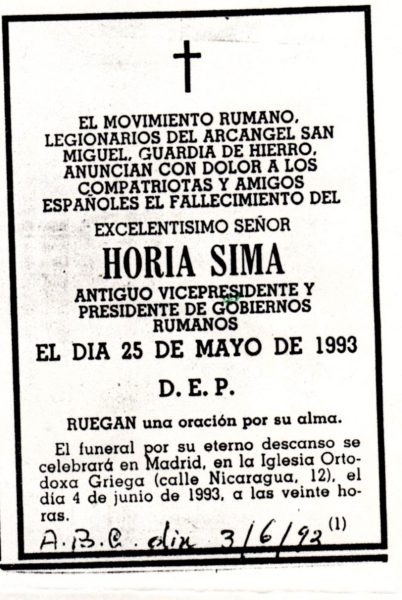 EL MOVIMIENTO RUMANO,
LEGIONARIOS DEL ARCANGEL SAN
MIGUEL, GUARDIA DE HIERRO,
ANUNCIAN CON DOLOR A LOS
COMPATRIOTAS Y AMIGOS
ESPAÑOLES EL FALLECIMIENTO DEL
EXCELENTISIMO SEÑOR
HORIA SIMA
ANTIGUO VICEPRESIDENTE Y
PRESIDENTE DE GOBIERNOS
RUMANOS
EL DIA 25 DE MAYO DE 1993
D. E. P.
RUEGAN una oración por su alma.
El funeral por su eterno descanso se
celebrará en Madrid, en la Iglesia Orto-
doxa Griega (calle Nicaragua, 12), el
día 4 de junio de 1993, a las veinte ho-
ras.
(1)
A.B.C. din 3/6/92